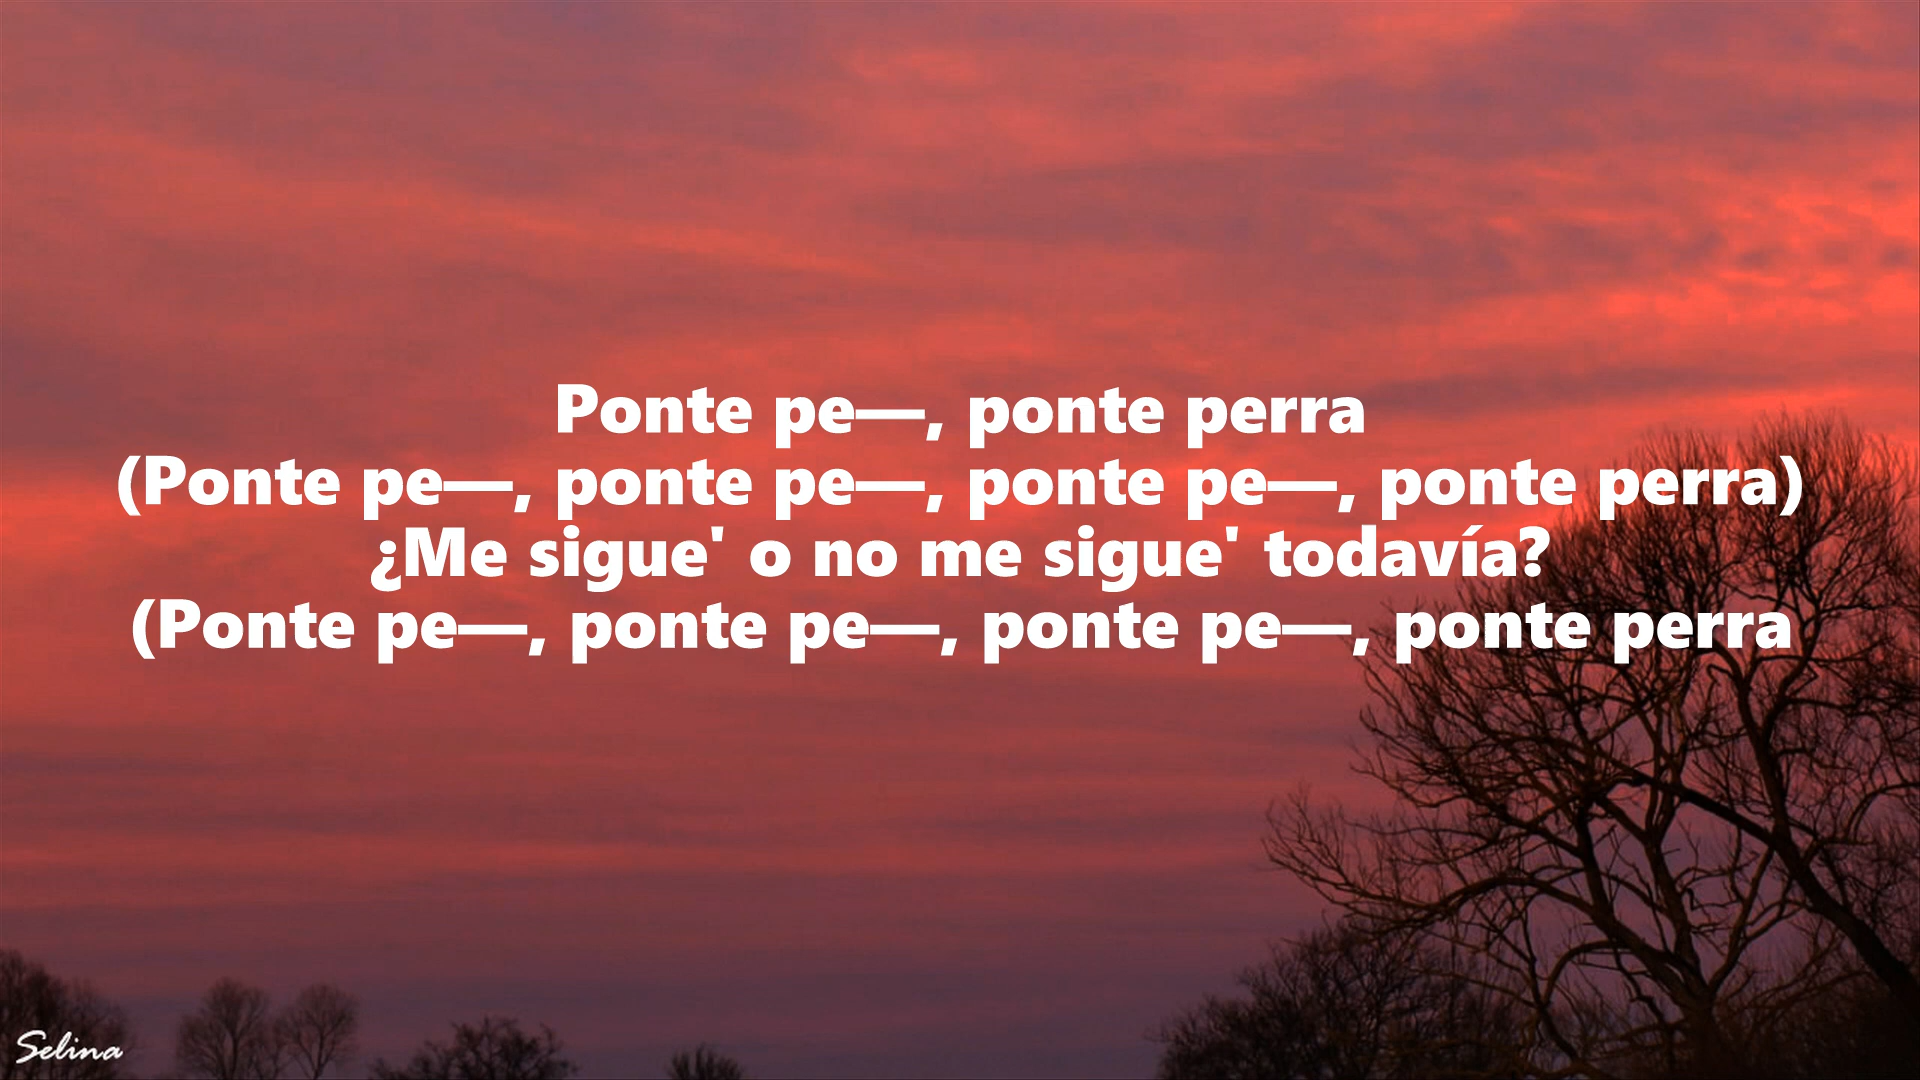 Ponte pe—, ponte perra
(Ponte pe—, ponte pe—, ponte pe—, ponte perra)
¿Me sigue' o no me sigue' todavía?
(Ponte pe—, ponte pe—, ponte pe—, ponte perra
Selina